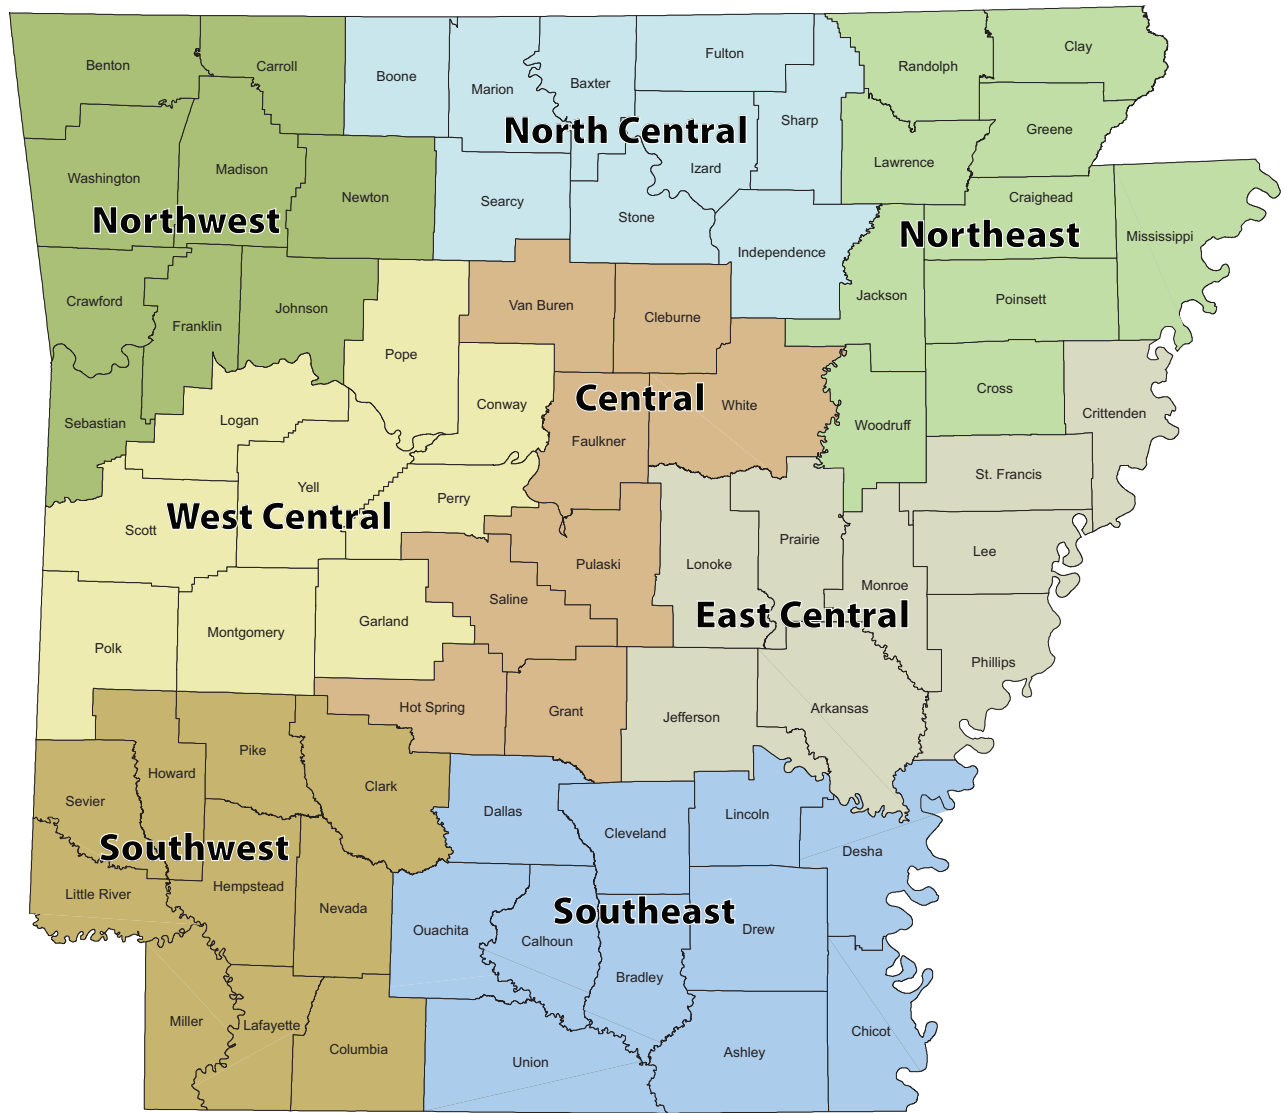 Benton
Carroll
Boone
Marion
Baxter
Fulton
Randolph
Clay
Sharp
Greene
North Central
Lawrence
Izard
Washington
Madison
Newton
Searcy
Stone
Craighead
Northwest
Northeast
Mississippi
Independence
Crawford
Franklin
Johnson
Van Buren
Cleburne
Jackson
Poinsett
Pope
Central
Cross
Crittenden
Sebastian
Logan
Conway
White
Faulkner
Woodruff
St. Francis
Yell
Perry
West Central
Scott
Prairie
Lee
Pulaski
Lonoke
Monroe
Saline
East Central
Garland
Montgomery
Polk
Phillips
Hot Spring
Grant
Jefferson
Arkansas
Pike
Howard
Clark
Sevier
Dallas
Lincoln
Cleveland
Southwest
Desha
Little River
Hempstead
Nevada
Southeast
Ouachita
Calhoun
Drew
Bradley
Miller
Lafayette
Columbia
Union
Ashley
Chicot